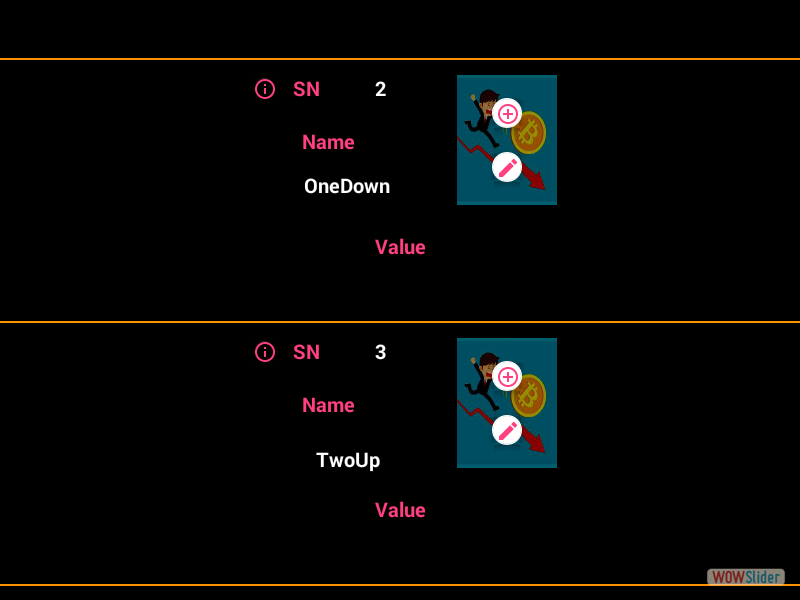 SN 2
Name
OneDown
Value
SN 3
Name
TwoUp
Value
WOWSlider